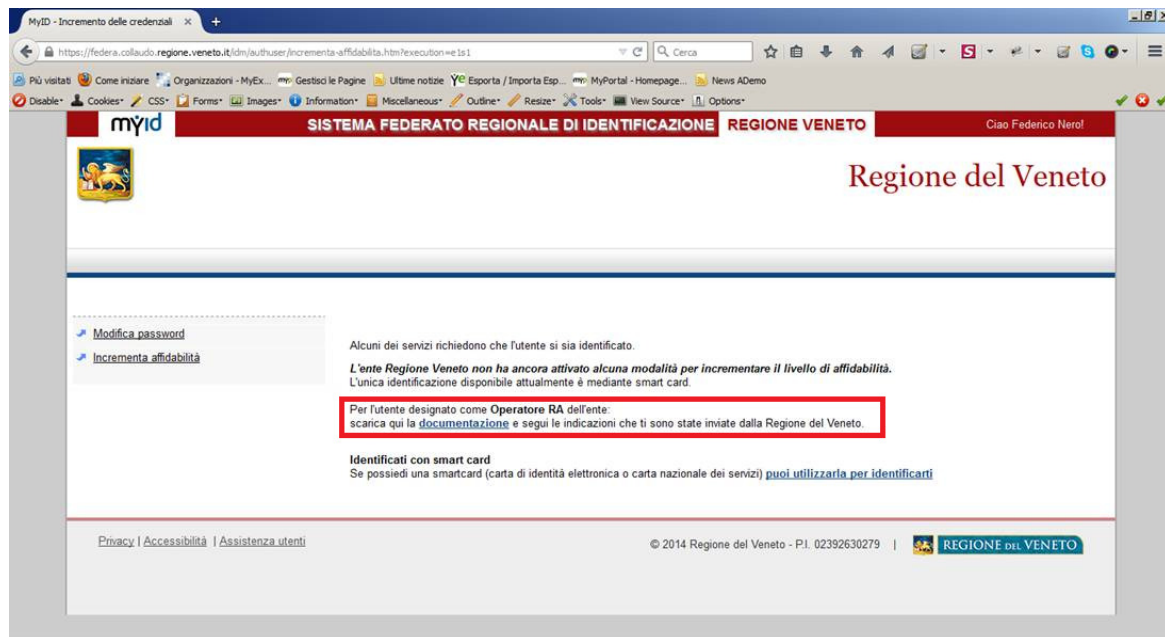 MyID - Incremento delle credenziali
https://federa.collaudo.regione.veneto.it/idm/authuser/incrementa-affidabilita.htm?execution=e1s1
Cerca
Più visitati Come iniziare Organizzazioni - MyEx... Gestisci le Pagine Ultime notizie Esporta / Importa Esp... MyPortal - Homepage... News ADemo
Disable Cookies CSS Forms Images Information Miscellaneous Outline Resize Tools View Source Options
myid SISTEMA FEDERATO REGIONALE DI IDENTIFICAZIONE REGIONE VENETO Ciao Federico Nero!
Regione del Veneto
Modifica password
Incrementa affidabilità
Alcuni dei servizi richiedono che l'utente si sia identificato.
L'ente Regione Veneto non ha ancora attivato alcuna modalità per incrementare il livello di affidabilità.
L'unica identificazione disponibile attualmente è mediante smart card.
Per l'utente designato come Operatore RA dell'ente:
scarica qui la documentazione e segui le indicazioni che ti sono state inviate dalla Regione del Veneto.
Identificati con smart card
Se possiedi una smartcard (carta di identità elettronica o carta nazionale dei servizi) puoi utilizzarla per identificarti
Privacy | Accessibilità | Assistenza utenti
© 2014 Regione del Veneto - P.I. 02392630279 | REGIONE DEL VENETO